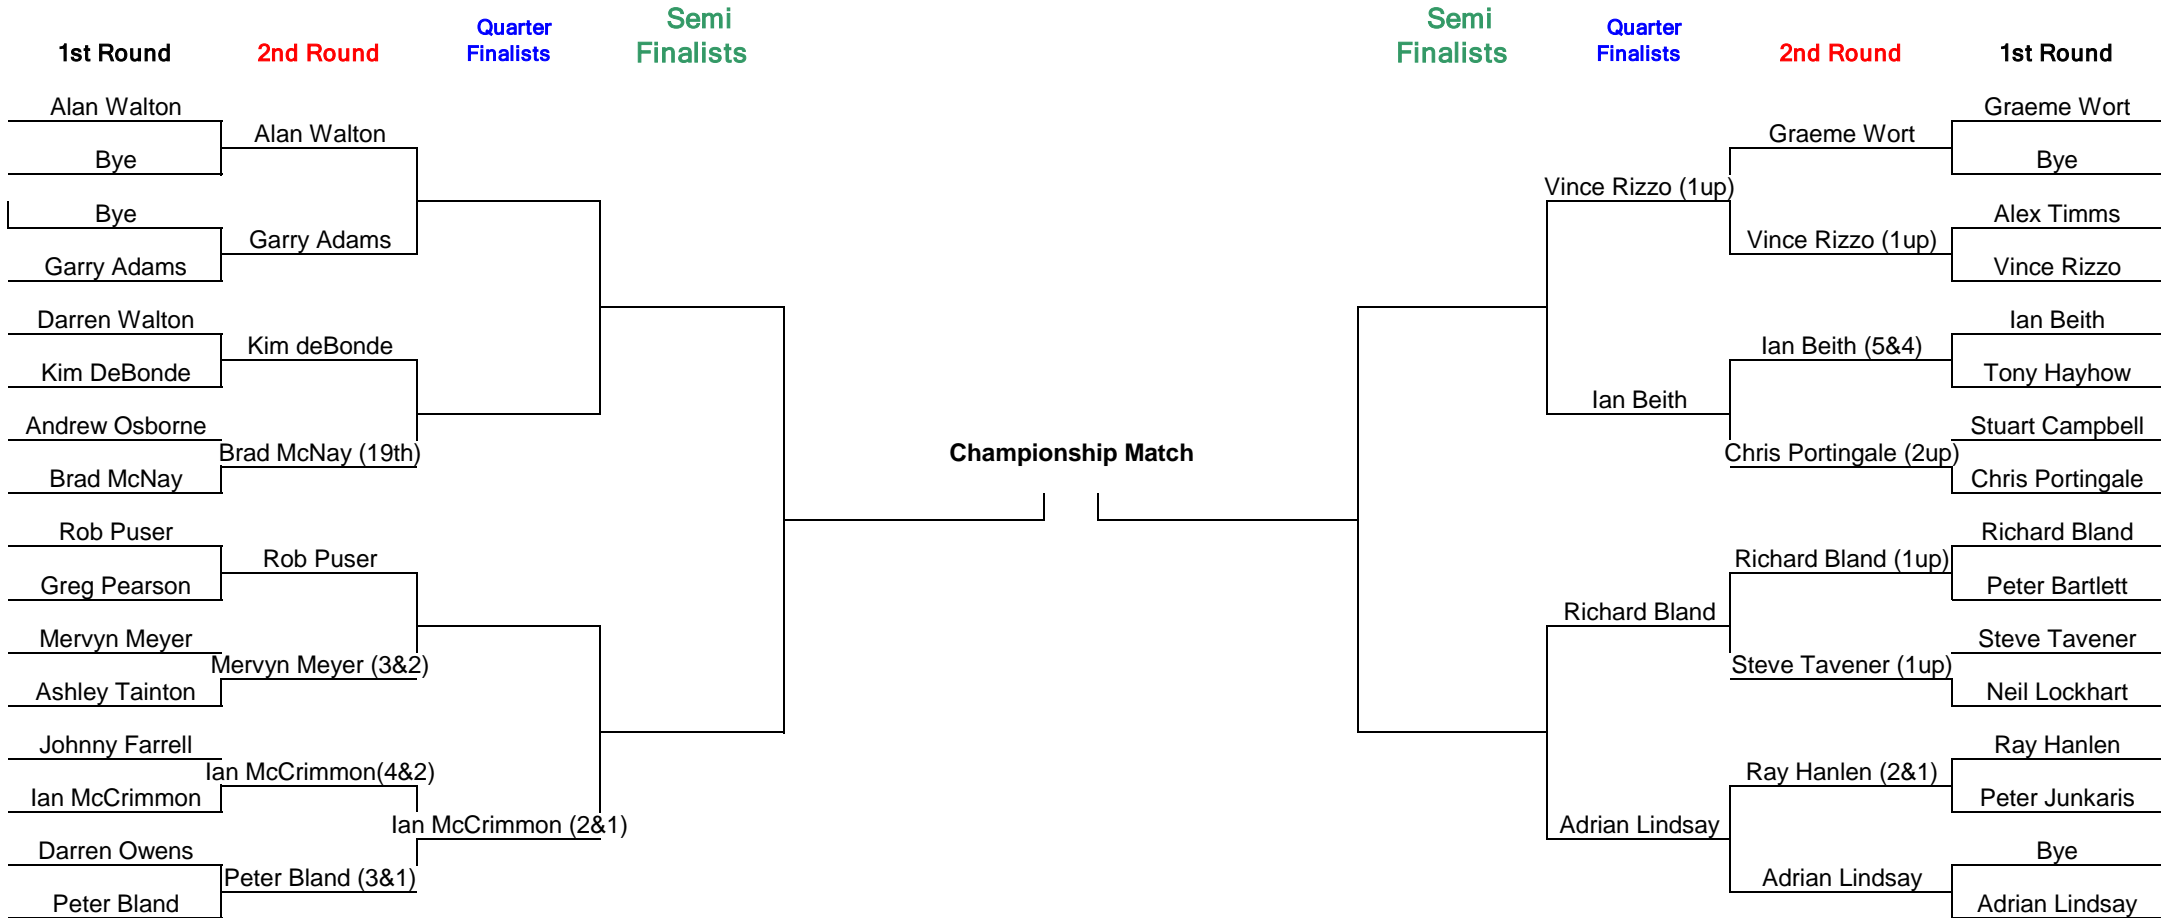 1st Round
2nd Round
Quarter
Finalists
Semi
Finalists
Semi
Finalists
Quarter
Finalists
2nd Round
1st Round
Alan Walton
Bye
Bye
Garry Adams
Darren Walton
Kim DeBonde
Andrew Osborne
Brad McNay
Rob Puser
Greg Pearson
Mervyn Meyer
Ashley Tainton
Johnny Farrell
Ian McCrimmon
Darren Owens
Peter Bland
Alan Walton
Garry Adams
Kim deBonde
Brad McNay (19th)
Rob Puser
Mervyn Meyer (3&2)
Ian McCrimmon(4&2)
Peter Bland (3&1)
Ian McCrimmon (2&1)
Championship Match
Vince Rizzo (1up)
Ian Beith
Richard Bland
Adrian Lindsay
Graeme Wort
Vince Rizzo (1up)
Ian Beith (5&4)
Chris Portingale (2up)
Richard Bland (1up)
Steve Tavener (1up)
Ray Hanlen (2&1)
Adrian Lindsay
Graeme Wort
Bye
Alex Timms
Vince Rizzo
Ian Beith
Tony Hayhow
Stuart Campbell
Chris Portingale
Richard Bland
Peter Bartlett
Steve Tavener
Neil Lockhart
Ray Hanlen
Peter Junkaris
Bye
Adrian Lindsay